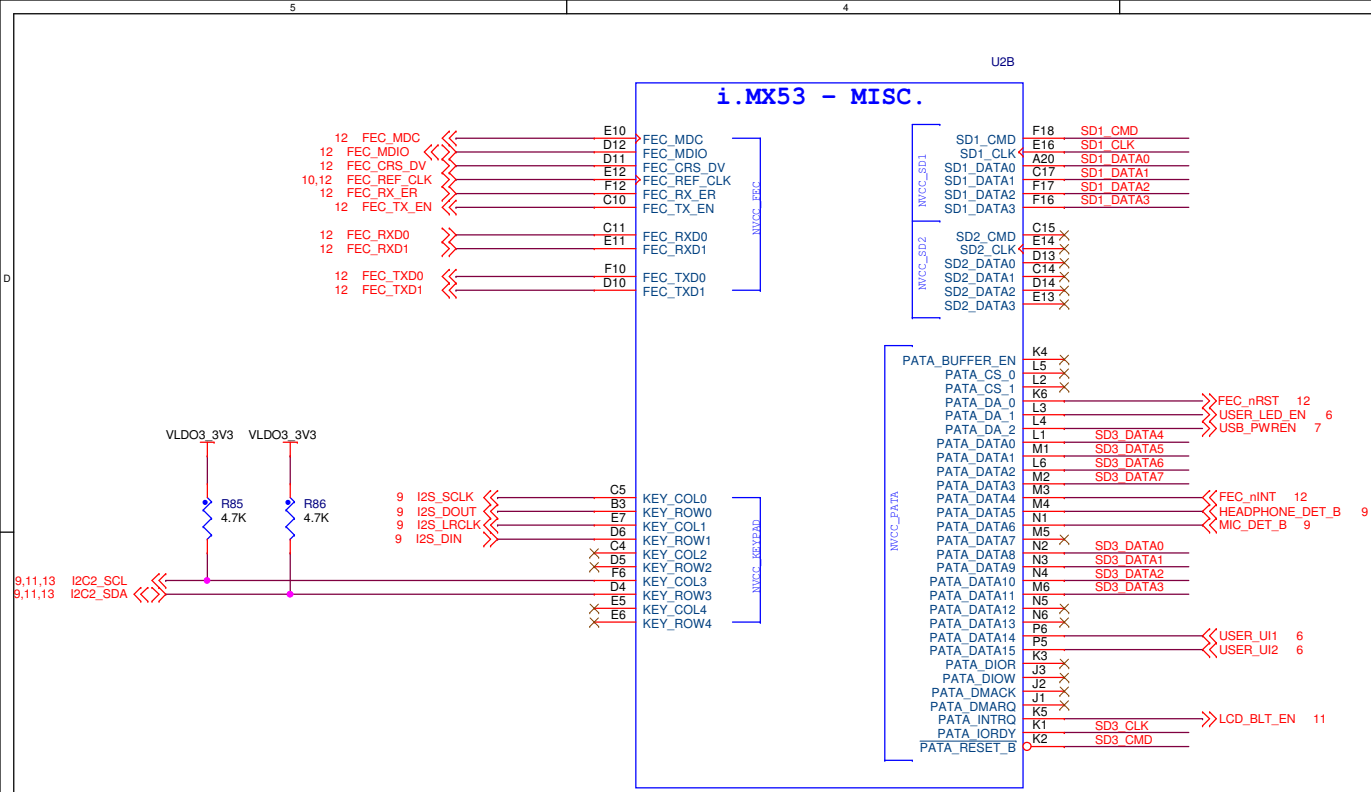 5 4
U2B
i.MX53 - MISC.
12 FEC_MDC E10 FEC_MDC
12 FEC_MDIO D12 FEC_MDIO
12 FEC_CRS_DV D11 FEC_CRS_DV
10,12 FEC_REF_CLK E12 FEC_REF_CLK
12 FEC_RX_ER F12 FEC_RX_ER
12 FEC_TX_EN C10 FEC_TX_EN
12 FEC_RXD0 C11 FEC_RXD0
12 FEC_RXD1 E11 FEC_RXD1
12 FEC_TXD0 F10 FEC_TXD0
12 FEC_TXD1 D10 FEC_TXD1
NVCC_FEC
D
VLDO3_3V3 VLDO3_3V3
R85
4.7K
R86
4.7K
9 I2S_SCLK C5 KEY_COL0
9 I2S_DOUT B3 KEY_ROW0
9 I2S_LRCLK E7 KEY_COL1
9 I2S_DIN D6 KEY_ROW1
C4 KEY_COL2
D5 KEY_ROW2
9,11,13 I2C2_SCL F6 KEY_COL3
9,11,13 I2C2_SDA D4 KEY_ROW3
E5 KEY_COL4
E6 KEY_ROW4
NVCC_KEYPAD
NVCC_SD1
SD1_CMD F18 SD1_CMD
SD1_CLK E16 SD1_CLK
SD1_DATA0 A20 SD1_DATA0
SD1_DATA1 C17 SD1_DATA1
SD1_DATA2 F17 SD1_DATA2
SD1_DATA3 F16 SD1_DATA3
NVCC_SD2
SD2_CMD C15
SD2_CLK E14
SD2_DATA0 D13
SD2_DATA1 C14
SD2_DATA2 D14
SD2_DATA3 E13
NVCC_PATA
PATA_BUFFER_EN K4
PATA_CS_0 L5
PATA_CS_1 L2
PATA_DA_0 K6 FEC_nRST 12
PATA_DA_1 L3 USER_LED_EN 6
PATA_DA_2 L4 USB_PWREN 7
PATA_DATA0 L1 SD3_DATA4
PATA_DATA1 M1 SD3_DATA5
PATA_DATA2 L6 SD3_DATA6
PATA_DATA3 M2 SD3_DATA7
PATA_DATA4 M3 FEC_nINT 12
PATA_DATA5 M4 HEADPHONE_DET_B 9
PATA_DATA6 N1 MIC_DET_B 9
PATA_DATA7 M5
PATA_DATA8 N2 SD3_DATA0
PATA_DATA9 N3 SD3_DATA1
PATA_DATA10 N4 SD3_DATA2
PATA_DATA11 M6 SD3_DATA3
PATA_DATA12 N5
PATA_DATA13 N6
PATA_DATA14 P6 USER_UI1 6
PATA_DATA15 P5 USER_UI2 6
PATA_DIOR K3
PATA_DIOW J3
PATA_DMACK J2
PATA_DMARQ J1
PATA_INTRQ K5 LCD_BLT_EN 11
PATA_IORDY K1 SD3_CLK
PATA_RESET_B K2 SD3_CMD